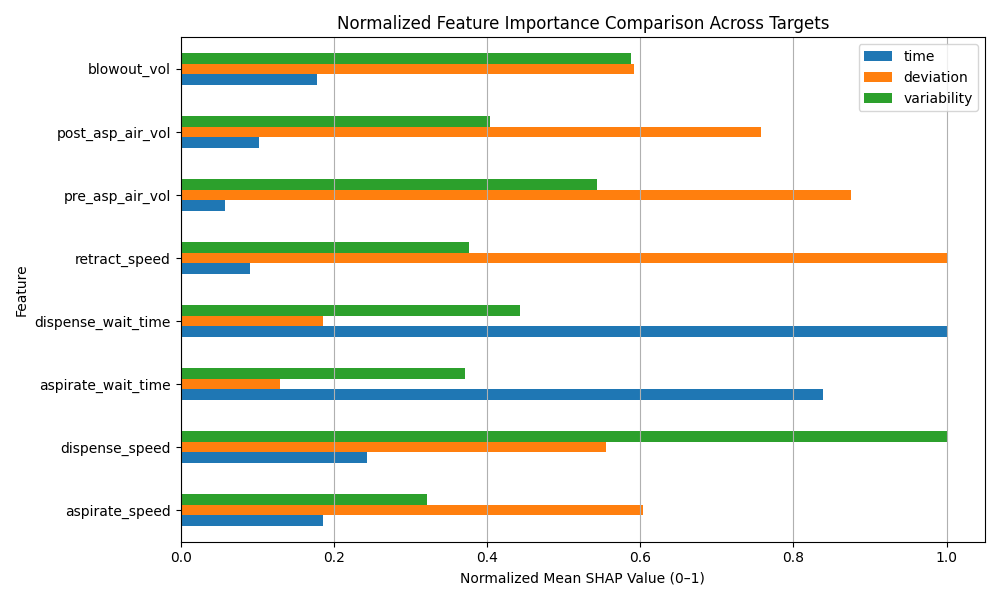 Normalized Feature Importance Comparison Across Targets
time
deviation
variability
blowout_vol
post_asp_air_vol
pre_asp_air_vol
retract_speed
dispense_wait_time
aspirate_wait_time
dispense_speed
aspirate_speed
Feature
0.0 0.2 0.4 0.6 0.8 1.0
Normalized Mean SHAP Value (0–1)